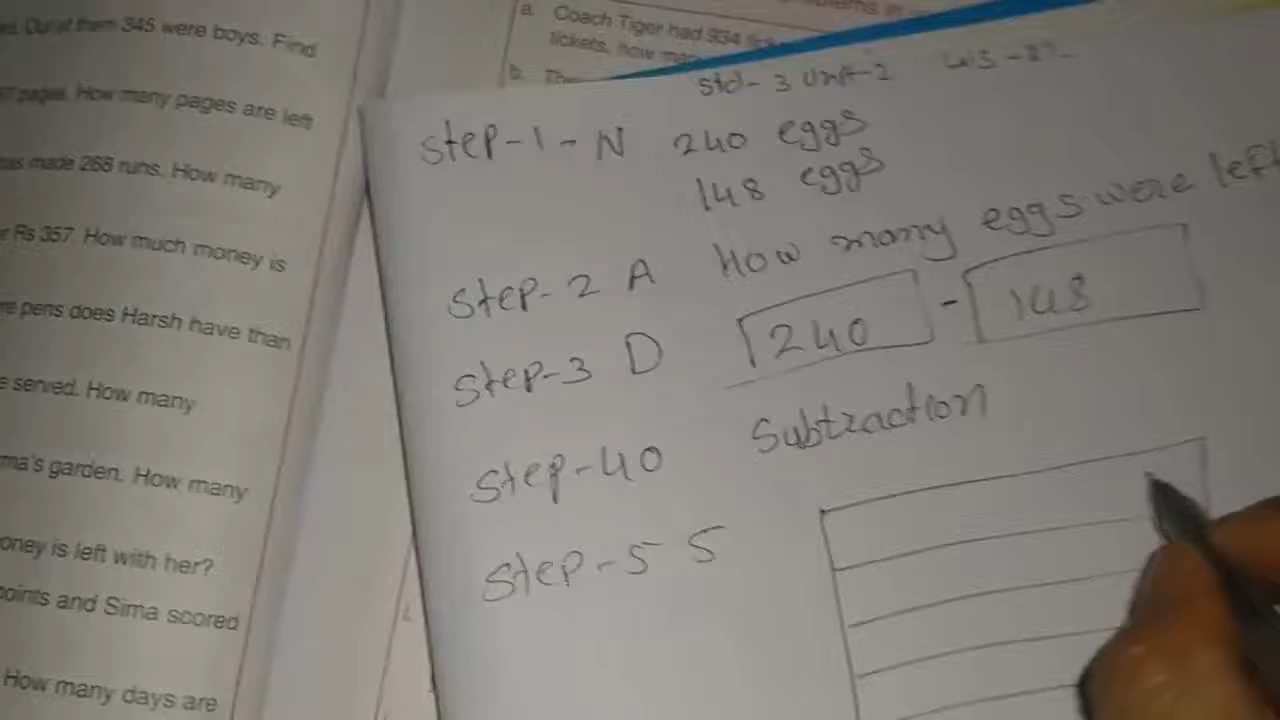 Out of them 345 were boys. Find
pages. How many pages are left
has made 268 runs. How many
Rs 357. How much money is
pens does Harsh have than
served. How many
garden. How many
money is left with her?
points and Sima scored
How many days are
a. Coach Tiger had 934
tickets, how
b.
Std-3 Unit-2 WS
Step-1-N 240 eggs
148 eggs
Step-2 A How many eggs were left
Step-3 D 240 - 148
Step-40 Subtraction
Step-5 S